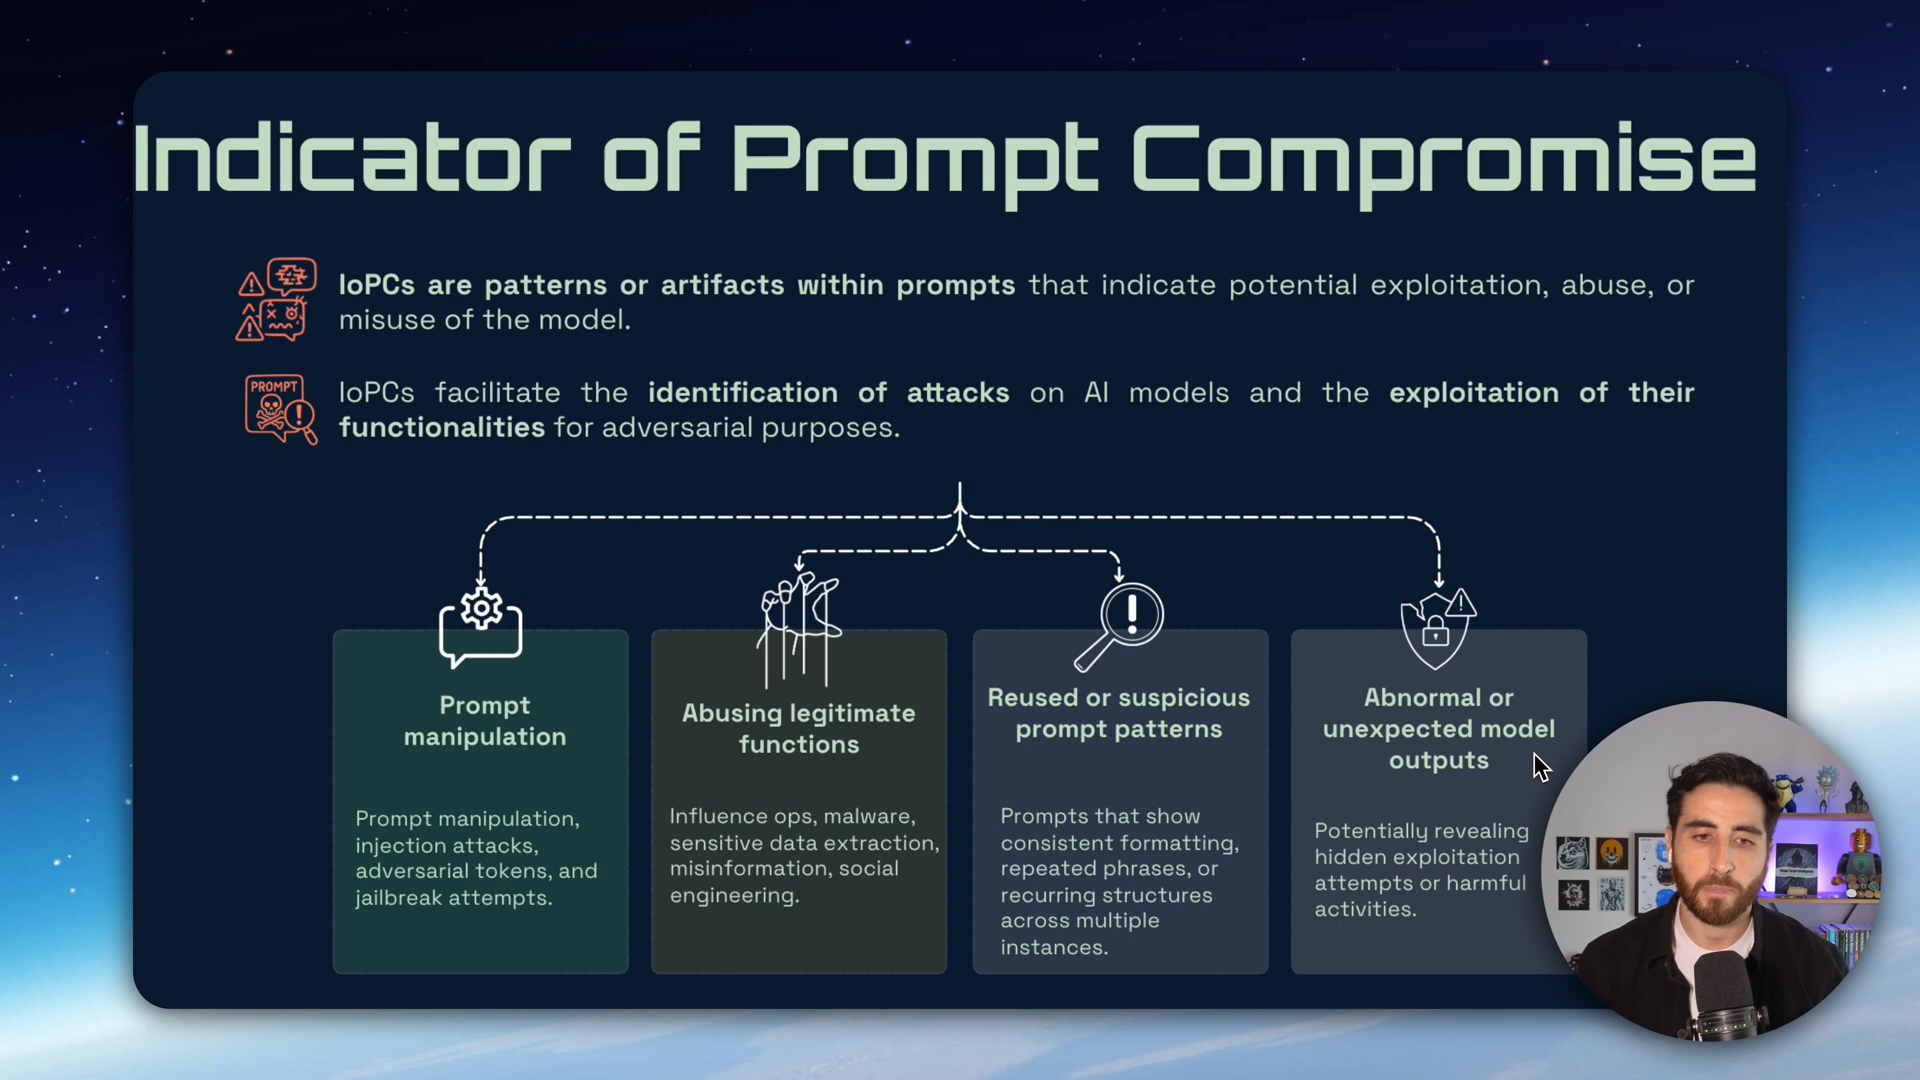 Indicator of Prompt Compromise
IoPCs are patterns or artifacts within prompts that indicate potential exploitation, abuse, or
misuse of the model.
PROMPT
IoPCs facilitate the identification of attacks on AI models and the exploitation of their
functionalities for adversarial purposes.
Prompt
manipulation
Prompt manipulation,
injection attacks,
adversarial tokens, and
jailbreak attempts.
Abusing legitimate
functions
Influence ops, malware,
sensitive data extraction,
misinformation, social
engineering.
Reused or suspicious
prompt patterns
Prompts that show
consistent formatting,
repeated phrases, or
recurring structures
across multiple
instances.
Abnormal or
unexpected model
outputs
Potentially revealing
hidden exploitation
attempts or harmful
activities.